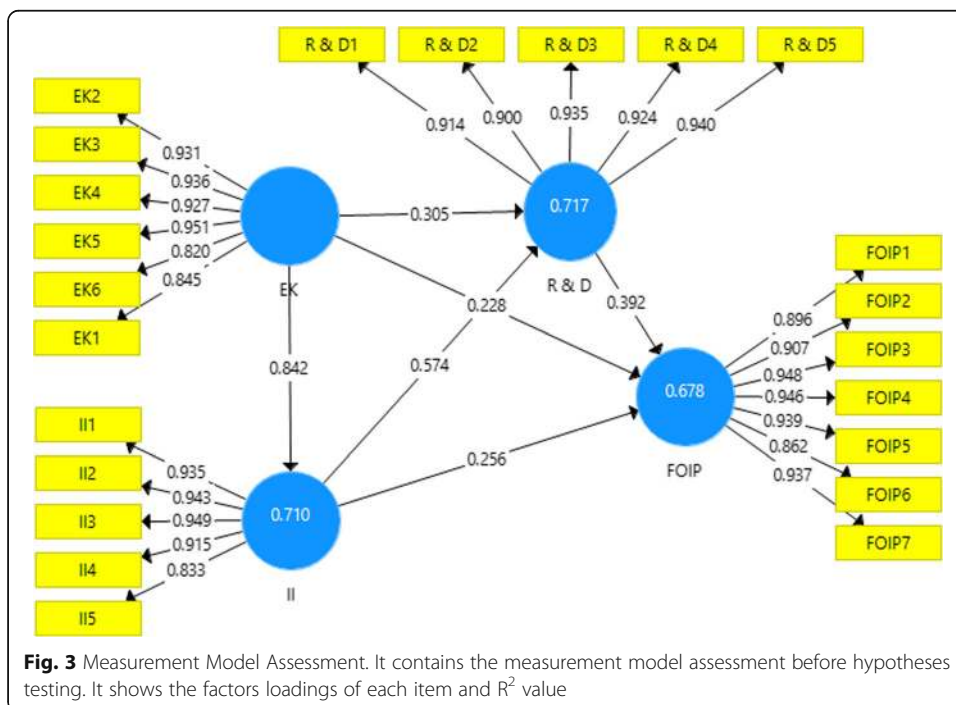 R & D1 R & D2 R & D3 R & D4 R & D5
0.914 0.900 0.935 0.924 0.940
EK2
EK3
EK4
EK5
EK6
EK1
0.931
0.936
0.927
0.951
0.820
0.845
EK
0.305
0.717
R & D
0.228
0.392
0.842
0.574
0.256
FOIP1
FOIP2
FOIP3
FOIP4
FOIP5
FOIP6
FOIP7
0.896
0.907
0.948
0.946
0.939
0.862
0.937
0.678
FOIP
II1
II2
II3
II4
II5
0.935
0.943
0.949
0.915
0.833
0.710
II
Fig. 3 Measurement Model Assessment. It contains the measurement model assessment before hypotheses
testing. It shows the factors loadings of each item and R² value